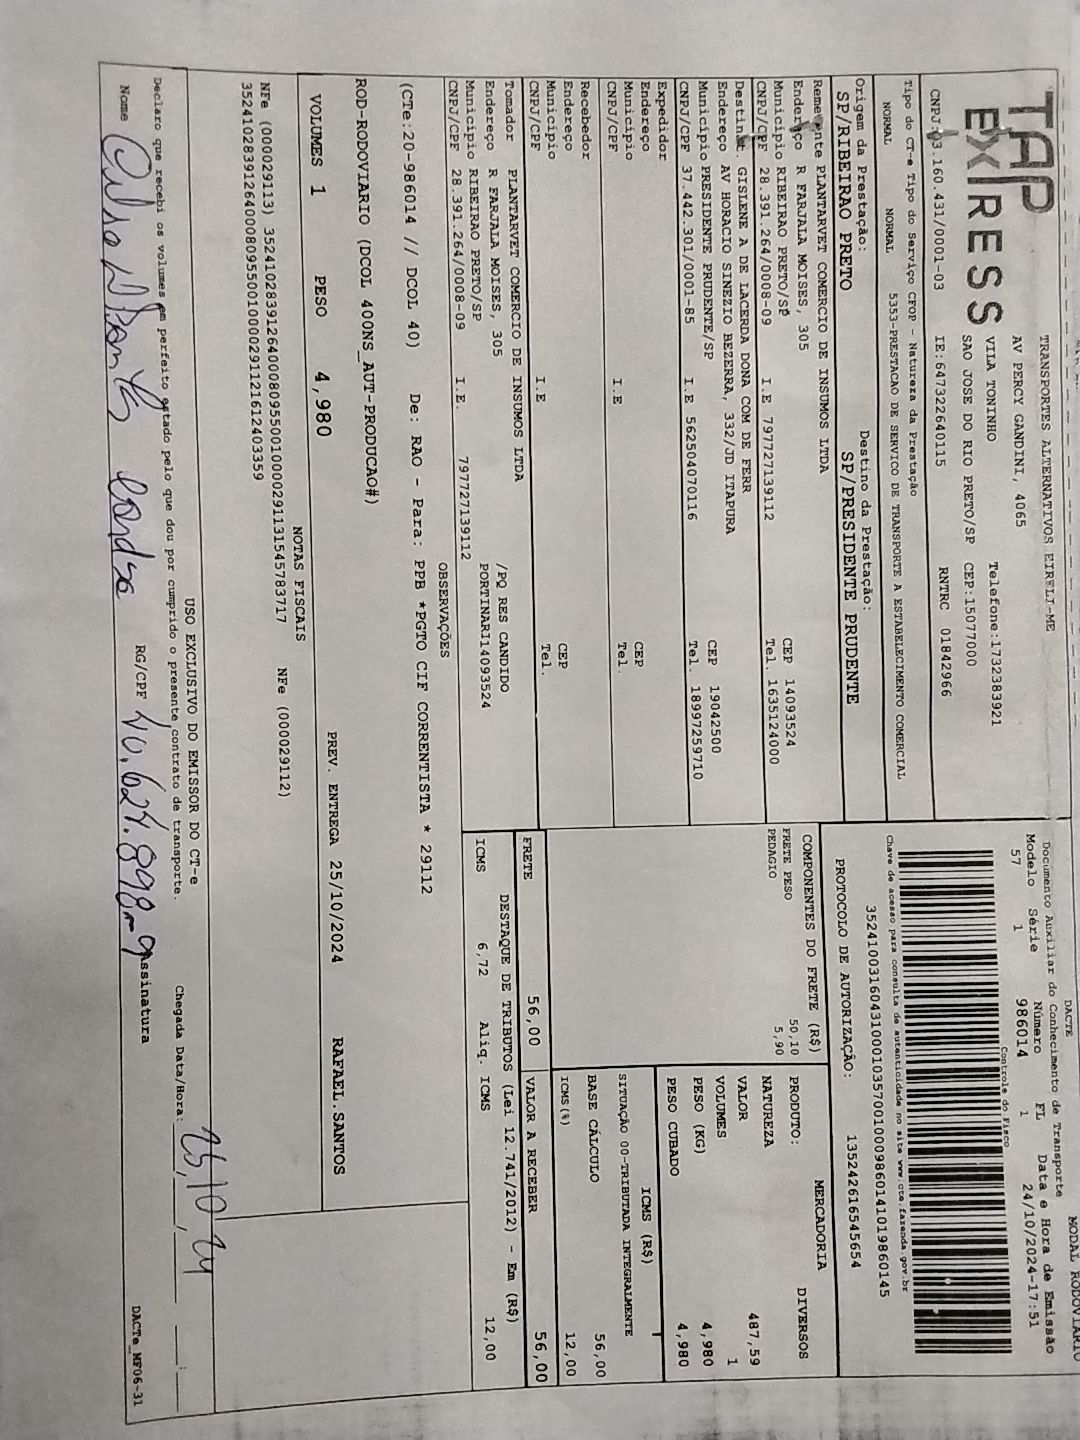 TAP
EXPRESS
TRANSPORTES ALTERNATIVOS EIRELI-ME
AV PERCY GANDINI, 4065
VILA TONINHO Telefone:1732383921
SAO JOSE DO RIO PRETO/SP CEP:15077000
CNPJ:03.160.431/0001-03 IE:647322640115 RNTRC 01842966
Tipo do CT-e Tipo do Serviço CFOP - Natureza da Prestação
NORMAL NORMAL 5353-PRESTACAO DE SERVICO DE TRANSPORTE A ESTABELECIMENTO COMERCIAL
Origem da Prestação: Destino da Prestação:
SP/RIBEIRAO PRETO SP/PRESIDENTE PRUDENTE
Remetente PLANTARVET COMERCIO DE INSUMOS LTDA
Endereço R FARJALA MOISES, 305 CEP 14093524
Município RIBEIRAO PRETO/SP Tel. 1635124000
CNPJ/CPF 28.391.264/0008-09 I.E. 797727139112
Destinat. GISLENE A DE LACERDA DONA COM DE FERR
Endereço AV HORACIO SINEZIO BEZERRA, 332/JD ITAPURA
Município PRESIDENTE PRUDENTE/SP CEP 19042500
CNPJ/CPF 37.442.301/0001-85 I.E 562504070116 Tel. 18997259710
Expedidor
Endereço
Município CEP
CNPJ/CPF I.E Tel.
Recebedor
Endereço
Município CEP
CNPJ/CPF I.E Tel.
Tomador PLANTARVET COMERCIO DE INSUMOS LTDA
Endereço R FARJALA MOISES, 305 /PQ RES CANDIDO
Município RIBEIRAO PRETO/SP PORTINARI14093524
CNPJ/CPF 28.391.264/0008-09 I.E. 797727139112
OBSERVAÇÕES
(CTe:20-986014 // DCOL 40) De: RAO - Para: PPB *PGTO CIF CORRENTISTA * 29112
ROD-RODOVIARIO (DCOL 400NS_AUT-PRODUCAO#)
VOLUMES 1 PESO 4,980 PREV. ENTREGA 25/10/2024 RAFAEL.SANTOS
NOTAS FISCAIS
NFe (000029113) 35241028391264000809550010000291131545783717 NFe (000029112)
35241028391264000809550010000291121612403359
MODAL RODOVIÁRIO
DACTE
Documento Auxiliar do Conhecimento de Transporte
Modelo Série Número FL Data e Hora de Emissão
57 1 986014 1 24/10/2024-17:51
Controle do Fisco
Chave de acesso para consulta de autenticidade no site www.cte.fazenda.gov.br
35241003160431000103570010009860141019860145
PROTOCOLO DE AUTORIZAÇÃO: 135242616545654
COMPONENTES DO FRETE (R$)
FRETE PESO 50,10
PEDAGIO 5,90
MERCADORIA
PRODUTO: DIVERSOS
NATUREZA
VALOR 487,59
VOLUMES 1
PESO (KG) 4,980
PESO CUBADO 4,980
ICMS (R$)
SITUAÇÃO 00-TRIBUTADA INTEGRALMENTE
BASE CÁLCULO 56,00
ICMS(%) 12,00
FRETE 56,00 VALOR A RECEBER 56,00
DESTAQUE DE TRIBUTOS (Lei 12.741/2012) - Em (R$)
ICMS 6,72 Aliq. ICMS 12,00
USO EXCLUSIVO DO EMISSOR DO CT-e
Declaro que recebi os volumes em perfeito estado pelo que dou por cumprido o presente contrato de transporte.
Chegada Data/Hora: 25/10/24 __:__
Nome RG/CPF 40.627.898-9 Assinatura DACTe_MF06-31